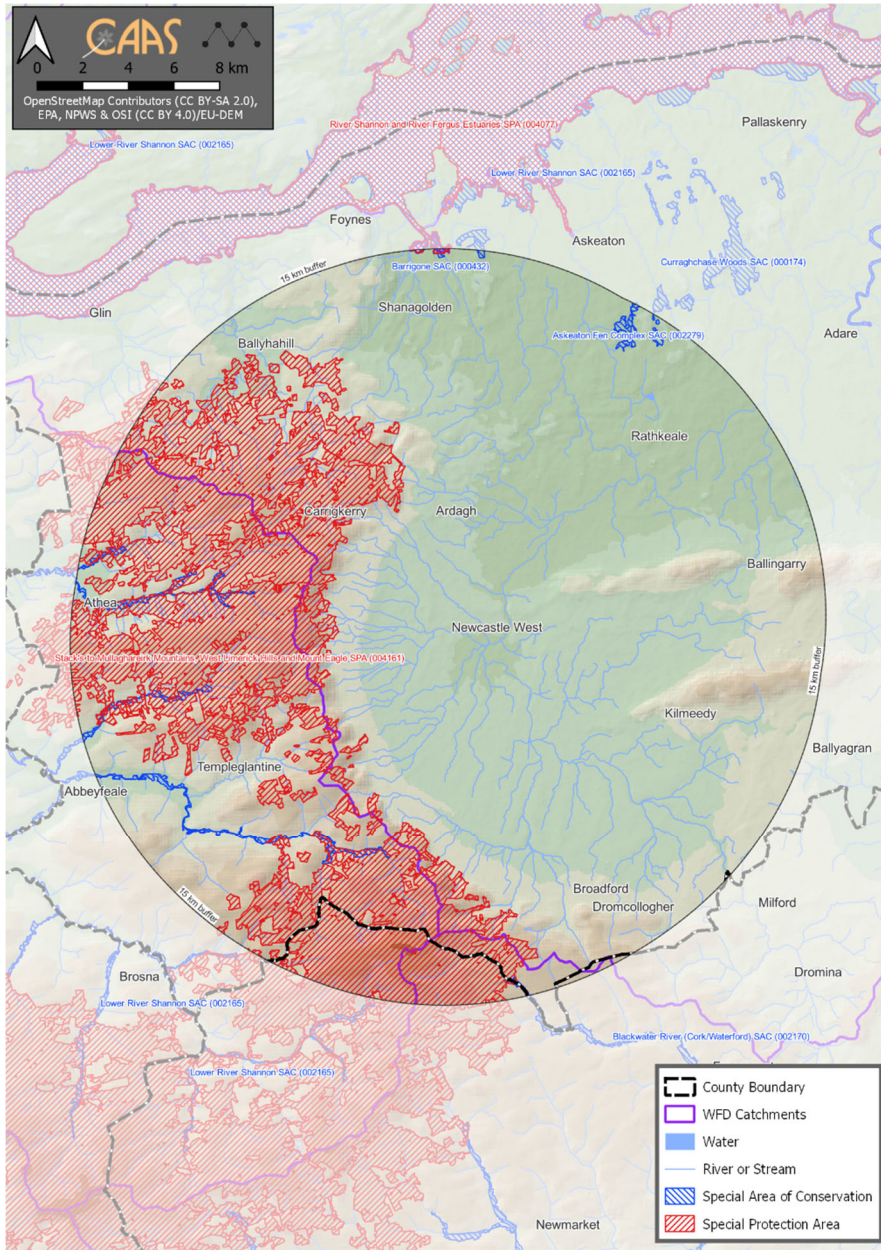 CAAS
0 2 4 6 8 km
OpenStreetMap Contributors (CC BY-SA 2.0),
EPA, NPWS & OSI (CC BY 4.0)/EU-DEM
Pallaskenry
River Shannon and River Fergus Estuaries SPA (004077)
Lower River Shannon SAC (002165)
Lower River Shannon SAC (002165)
Foynes
Askeaton
Curraghchase Woods SAC (000174)
Barrigone SAC (000432)
15 km buffer
Shanagolden
Glin
Askeaton Fen Complex SAC (002279)
Adare
Ballyhahill
Rathkeale
Carrigkerry
Ardagh
Ballingarry
Athea
Newcastle West
Stack's to Mullaghareirk Mountains, West Limerick Hills and Mount Eagle SPA (004161)
15 km buffer
Kilmeedy
Ballyagran
Templeglantine
Abbeyfeale
Broadford
15 km buffer
Dromcollogher
Milford
Brosna
Dromina
Lower River Shannon SAC (002165)
Blackwater River (Cork/Waterford) SAC (002170)
Lower River Shannon SAC (002165)
County Boundary
WFD Catchments
Water
River or Stream
Special Area of Conservation
Special Protection Area
Newmarket